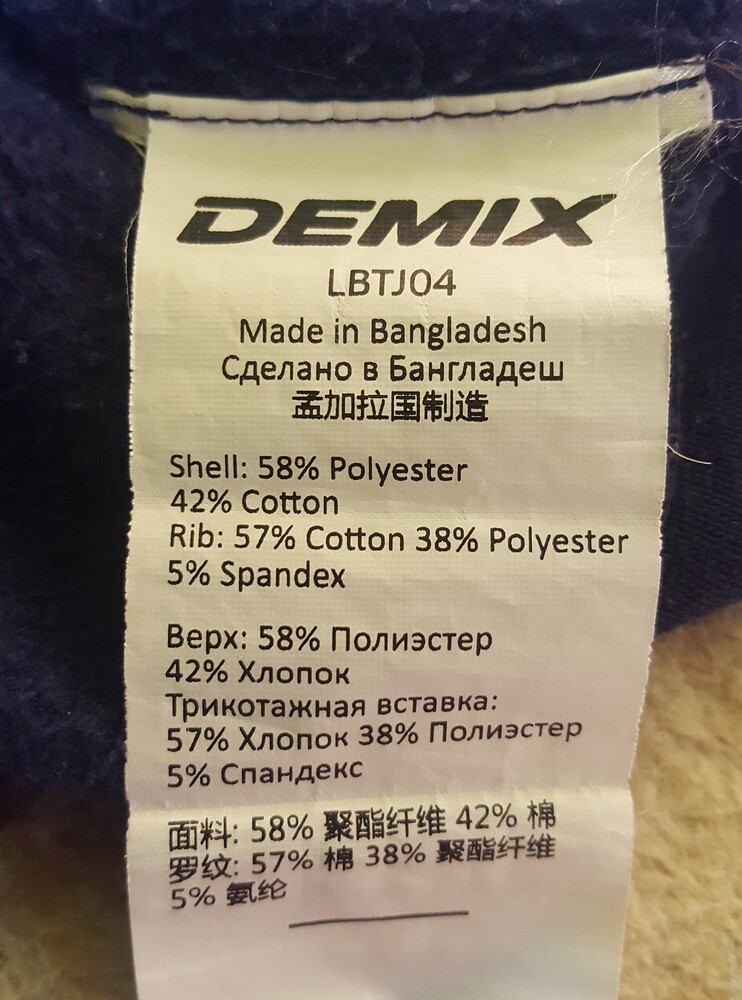 DEMIX
LBTJ04
Made in Bangladesh
Сделано в Бангладеш
孟加拉国制造
Shell: 58% Polyester
42% Cotton
Rib: 57% Cotton 38% Polyester
5% Spandex
Верх: 58% Полиэстер
42% Хлопок
Трикотажная вставка:
57% Хлопок 38% Полиэстер
5% Спандекс
面料: 58% 聚酯纤维 42% 棉
罗纹: 57% 棉 38% 聚酯纤维
5% 氨纶